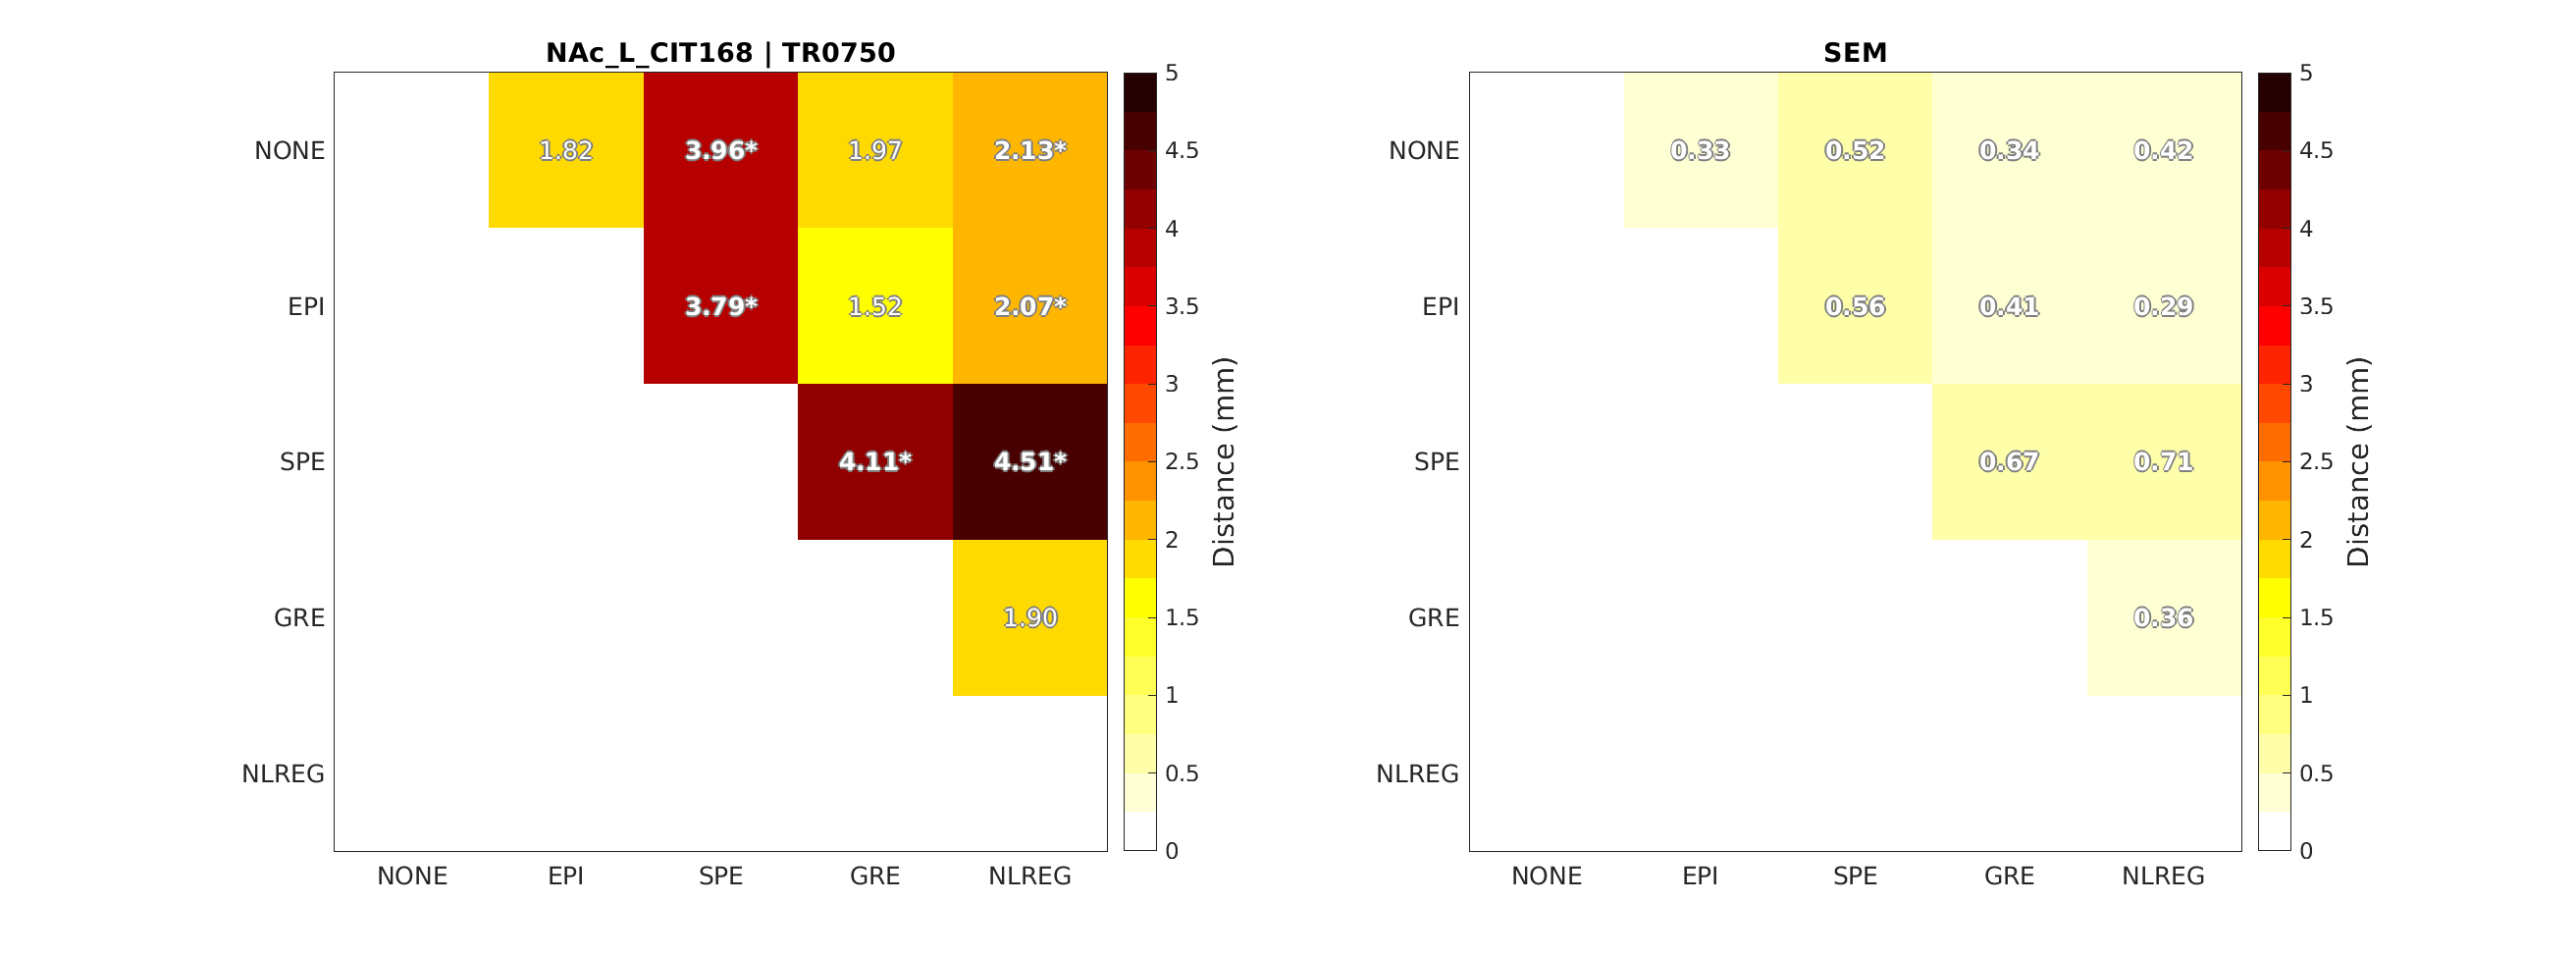 NAc_L_CIT168 | TR0750
NONE
EPI
SPE
GRE
NLREG
1.82
3.96*
1.97
2.13*
3.79*
1.52
2.07*
4.11*
4.51*
1.90
NONE
EPI
SPE
GRE
NLREG
5
4.5
4
3.5
3
2.5
2
1.5
1
0.5
0
Distance (mm)
SEM
NONE
EPI
SPE
GRE
NLREG
0.33
0.52
0.34
0.42
0.56
0.41
0.29
0.67
0.71
0.36
NONE
EPI
SPE
GRE
NLREG
5
4.5
4
3.5
3
2.5
2
1.5
1
0.5
0
Distance (mm)